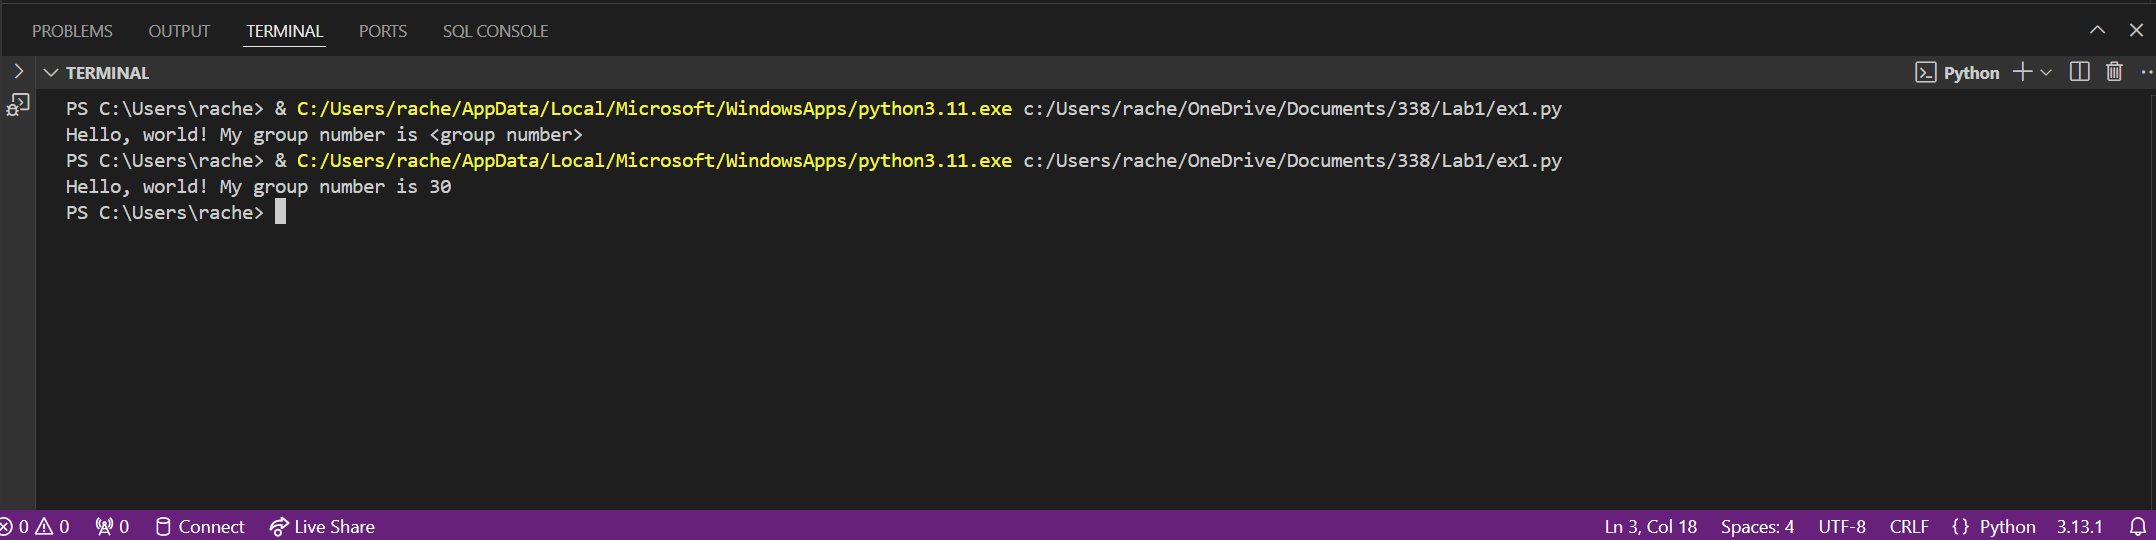 PROBLEMS OUTPUT TERMINAL PORTS SQL CONSOLE
TERMINAL Python
PS C:\Users\rache> & C:/Users/rache/AppData/Local/Microsoft/WindowsApps/python3.11.exe c:/Users/rache/OneDrive/Documents/338/Lab1/ex1.py
Hello, world! My group number is <group number>
PS C:\Users\rache> & C:/Users/rache/AppData/Local/Microsoft/WindowsApps/python3.11.exe c:/Users/rache/OneDrive/Documents/338/Lab1/ex1.py
Hello, world! My group number is 30
PS C:\Users\rache>
0 0 0 Connect Live Share Ln 3, Col 18 Spaces: 4 UTF-8 CRLF {} Python 3.13.1